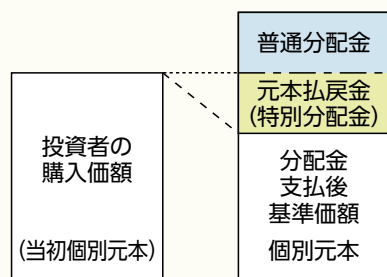 普通分配金
元本払戻金
(特別分配金)
投資者の
購入価額
(当初個別元本)
分配金
支払後
基準価額
個別元本